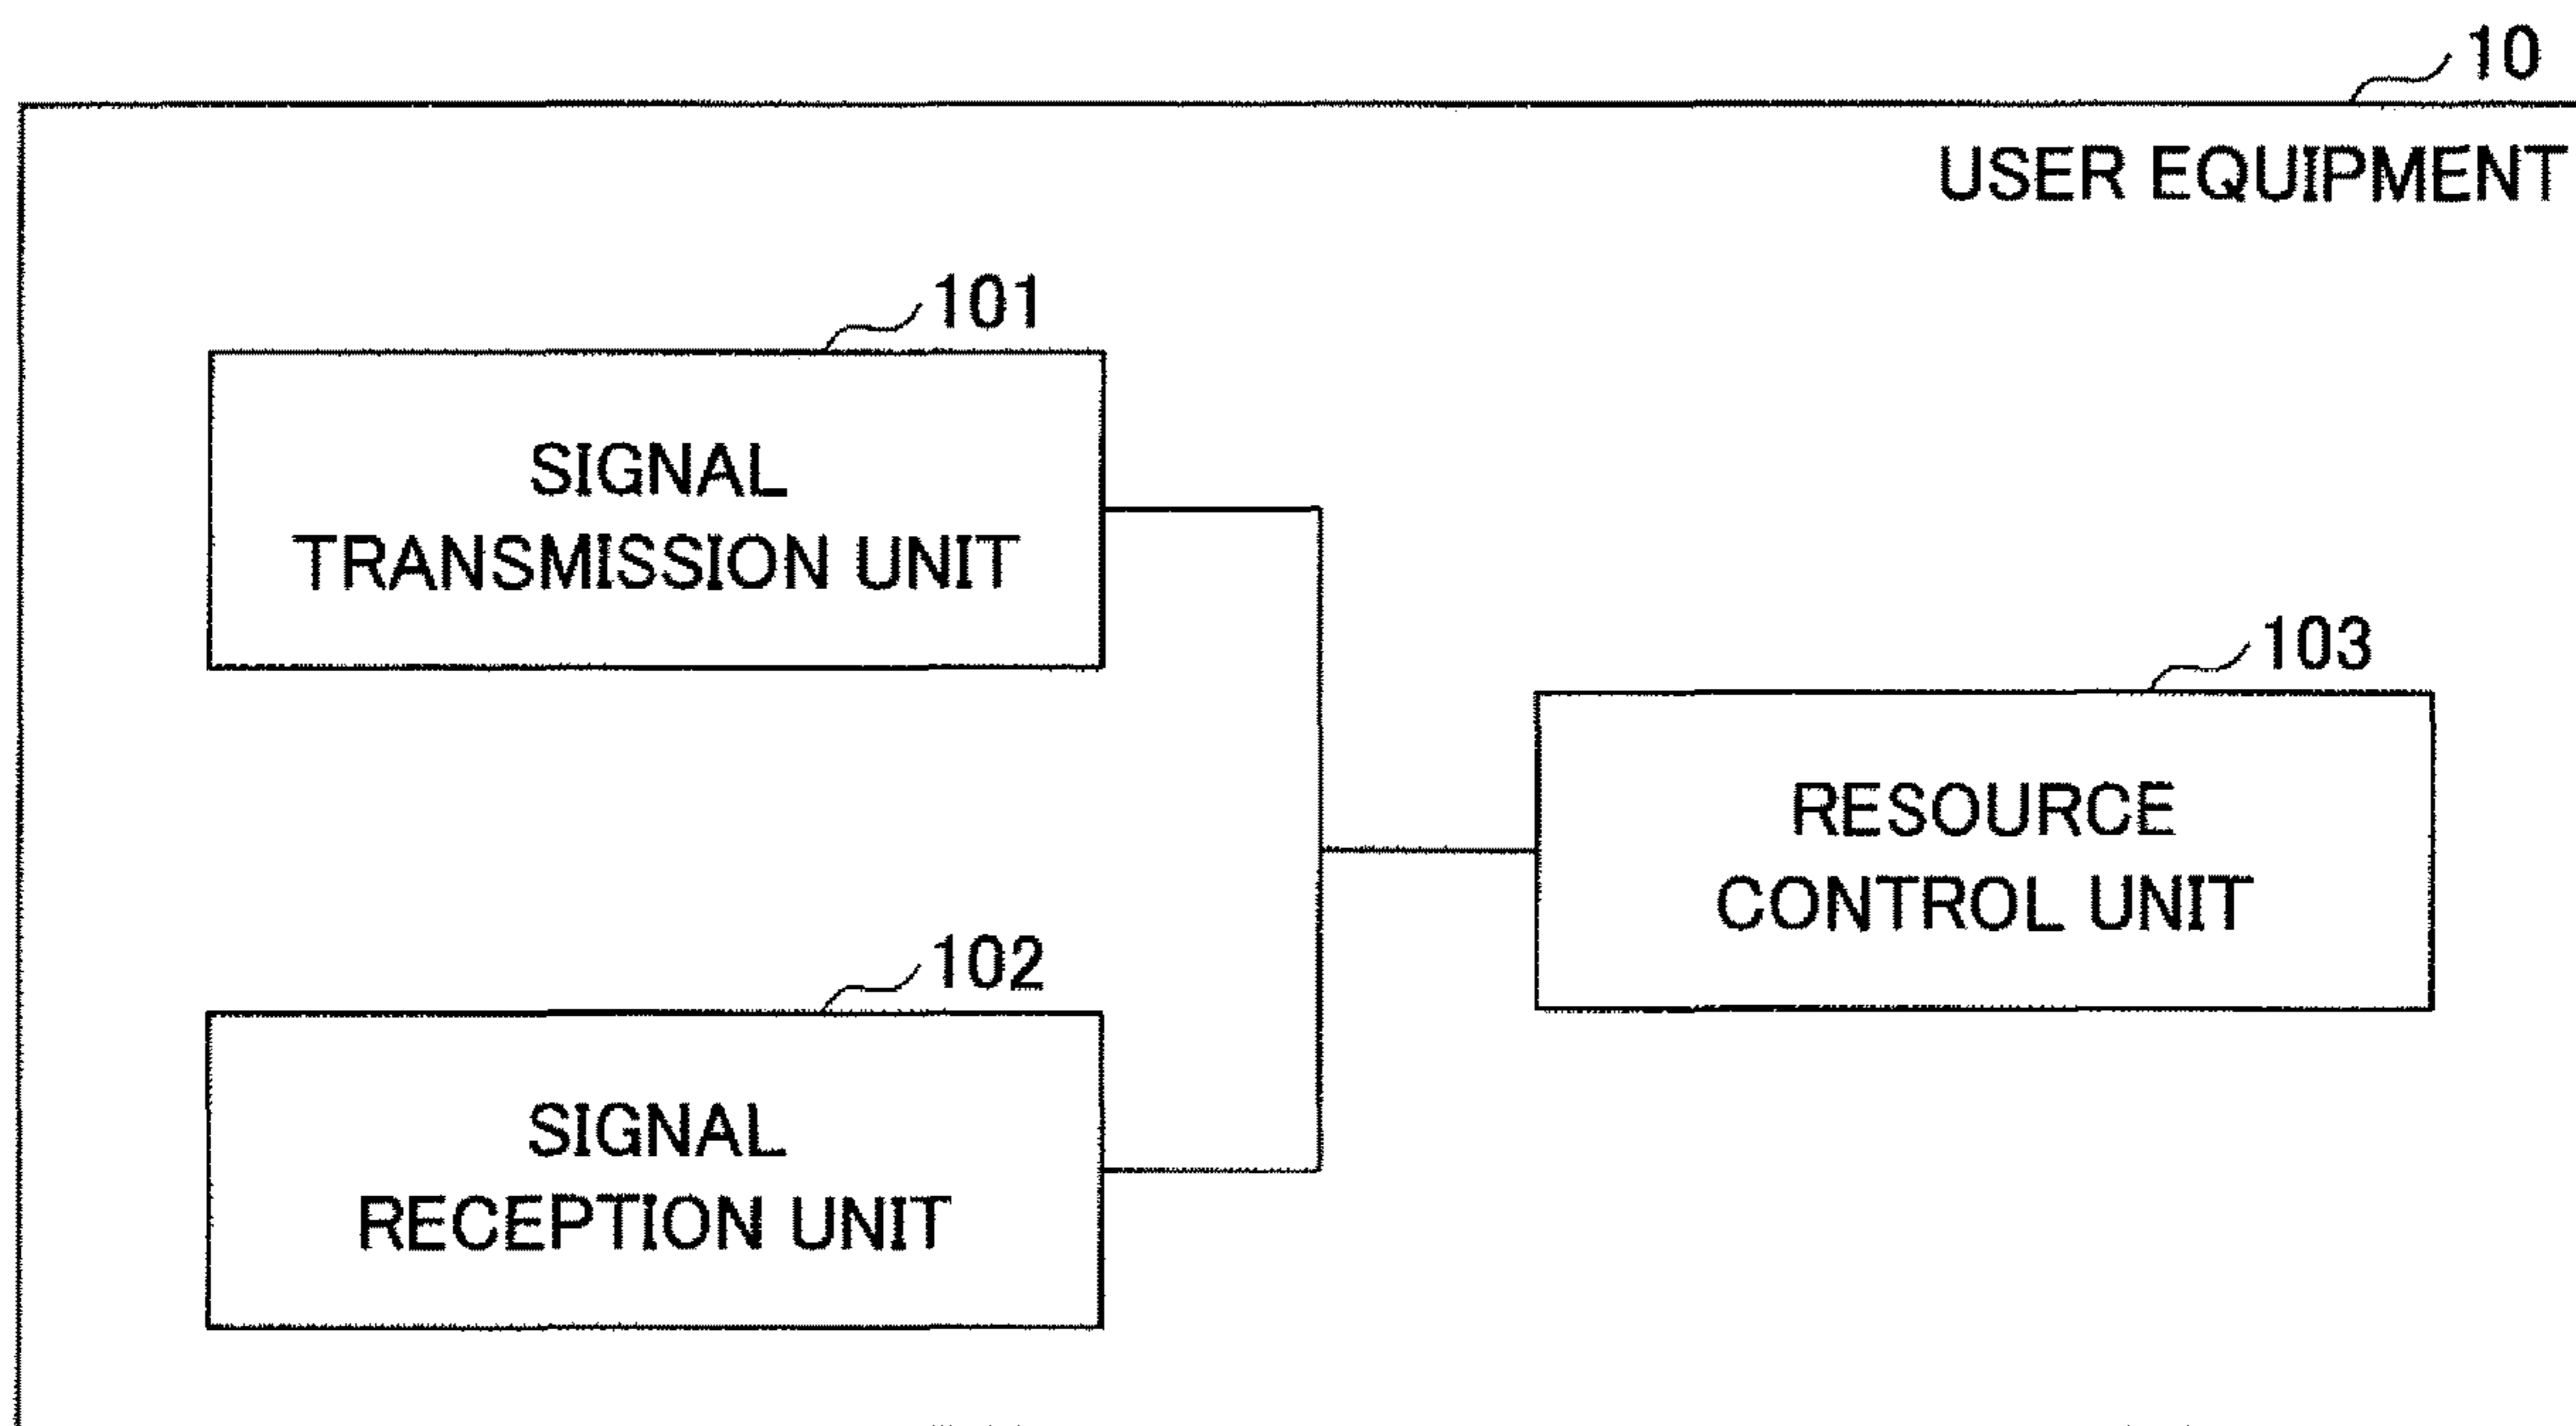 10
USER EQUIPMENT
101
SIGNAL
TRANSMISSION UNIT
103
RESOURCE
CONTROL UNIT
102
SIGNAL
RECEPTION UNIT